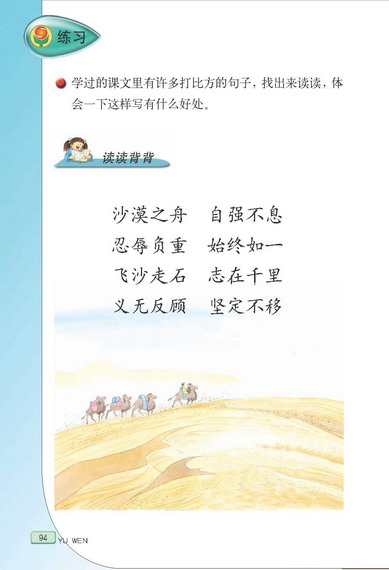 练习
学过的课文里有许多打比方的句子，找出来读读，体
会一下这样写有什么好处。
读读背背
沙漠之舟 自强不息
忍辱负重 始终如一
飞沙走石 志在千里
义无反顾 坚定不移
94 YU WEN